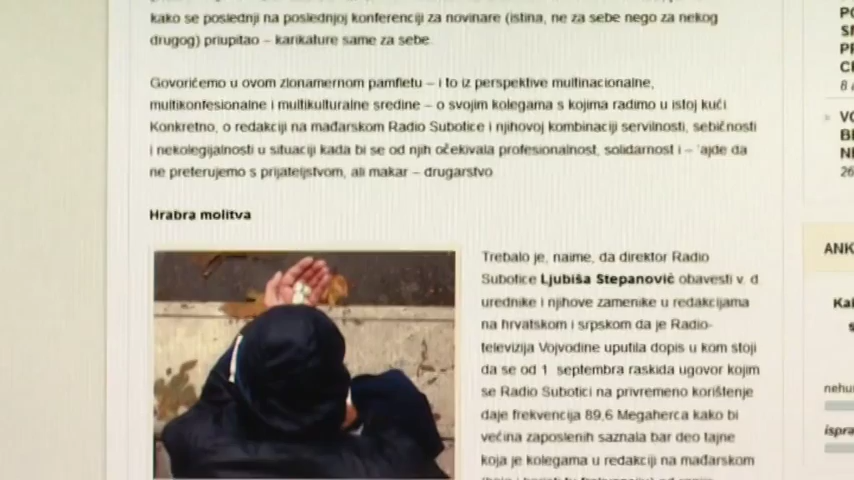 kako se poslednji na poslednjoj konferenciji za novinare (istina, ne za sebe nego za nekog
drugog) priupitao – karikature same za sebe.
Govorićemo u ovom zlonamernom pamfletu – i to iz perspektive multinacionalne,
multikonfesionalne i multikulturalne sredine – o svojim kolegama s kojima radimo u istoj kući
Konkretno, o redakciji na mađarskom Radio Subotice i njihovoj kombinaciji servilnosti, sebičnosti
i nekolegijalnosti u situaciji kada bi se od njih očekivala profesionalnost, solidarnost i – 'ajde da
ne preterujemo s prijateljstvom, ali makar – drugarstvo
Hrabra molitva
Trebalo je, naime, da direktor Radio
Subotice Ljubiša Stepanović obavesti v. d
urednike i njihove zamenike u redakcijama
na hrvatskom i srpskom da je Radio-
televizija Vojvodine uputila dopis u kom stoji
da se od 1. septembra raskida ugovor kojim
se Radio Subotici na privremeno korištenje
daje frekvencija 89,6 Megaherca kako bi
većina zaposlenih saznala bar deo tajne
koja je kolegama u redakciji na mađarskom
ANK